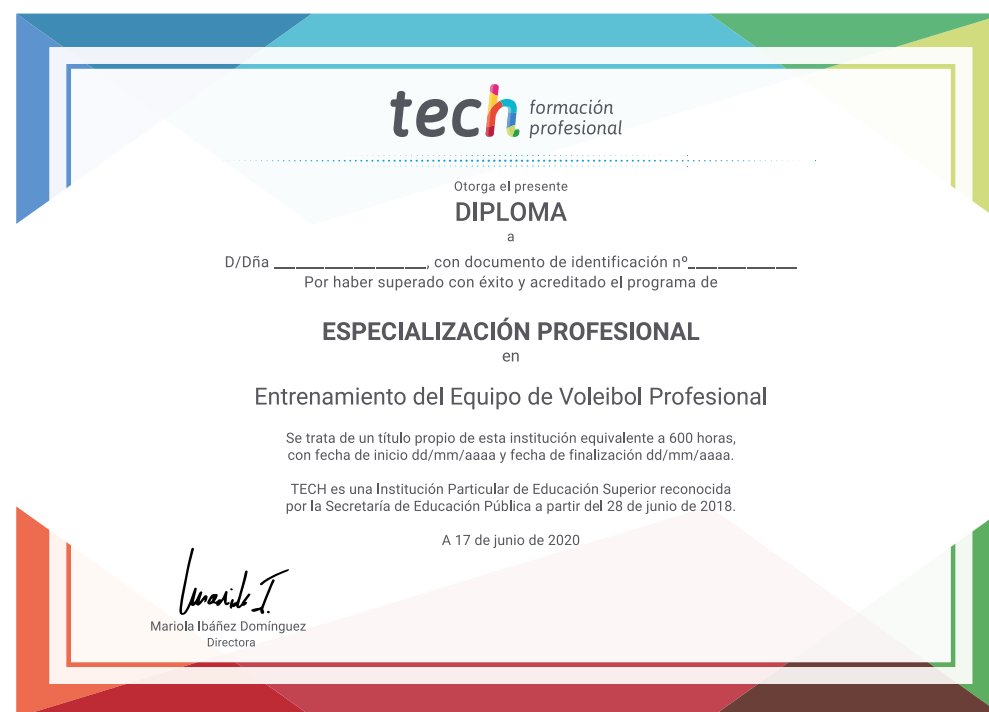 tech formación
profesional
Otorga el presente
DIPLOMA
a
D/Dña ______________, con documento de identificación nº__________
Por haber superado con éxito y acreditado el programa de
ESPECIALIZACIÓN PROFESIONAL
en
Entrenamiento del Equipo de Voleibol Profesional
Se trata de un título propio de esta institución equivalente a 600 horas,
con fecha de inicio dd/mm/aaaa y fecha de finalización dd/mm/aaaa.
TECH es una Institución Particular de Educación Superior reconocida
por la Secretaría de Educación Pública a partir del 28 de junio de 2018.
A 17 de junio de 2020
Mariola I.
Mariola Ibáñez Domínguez
Directora